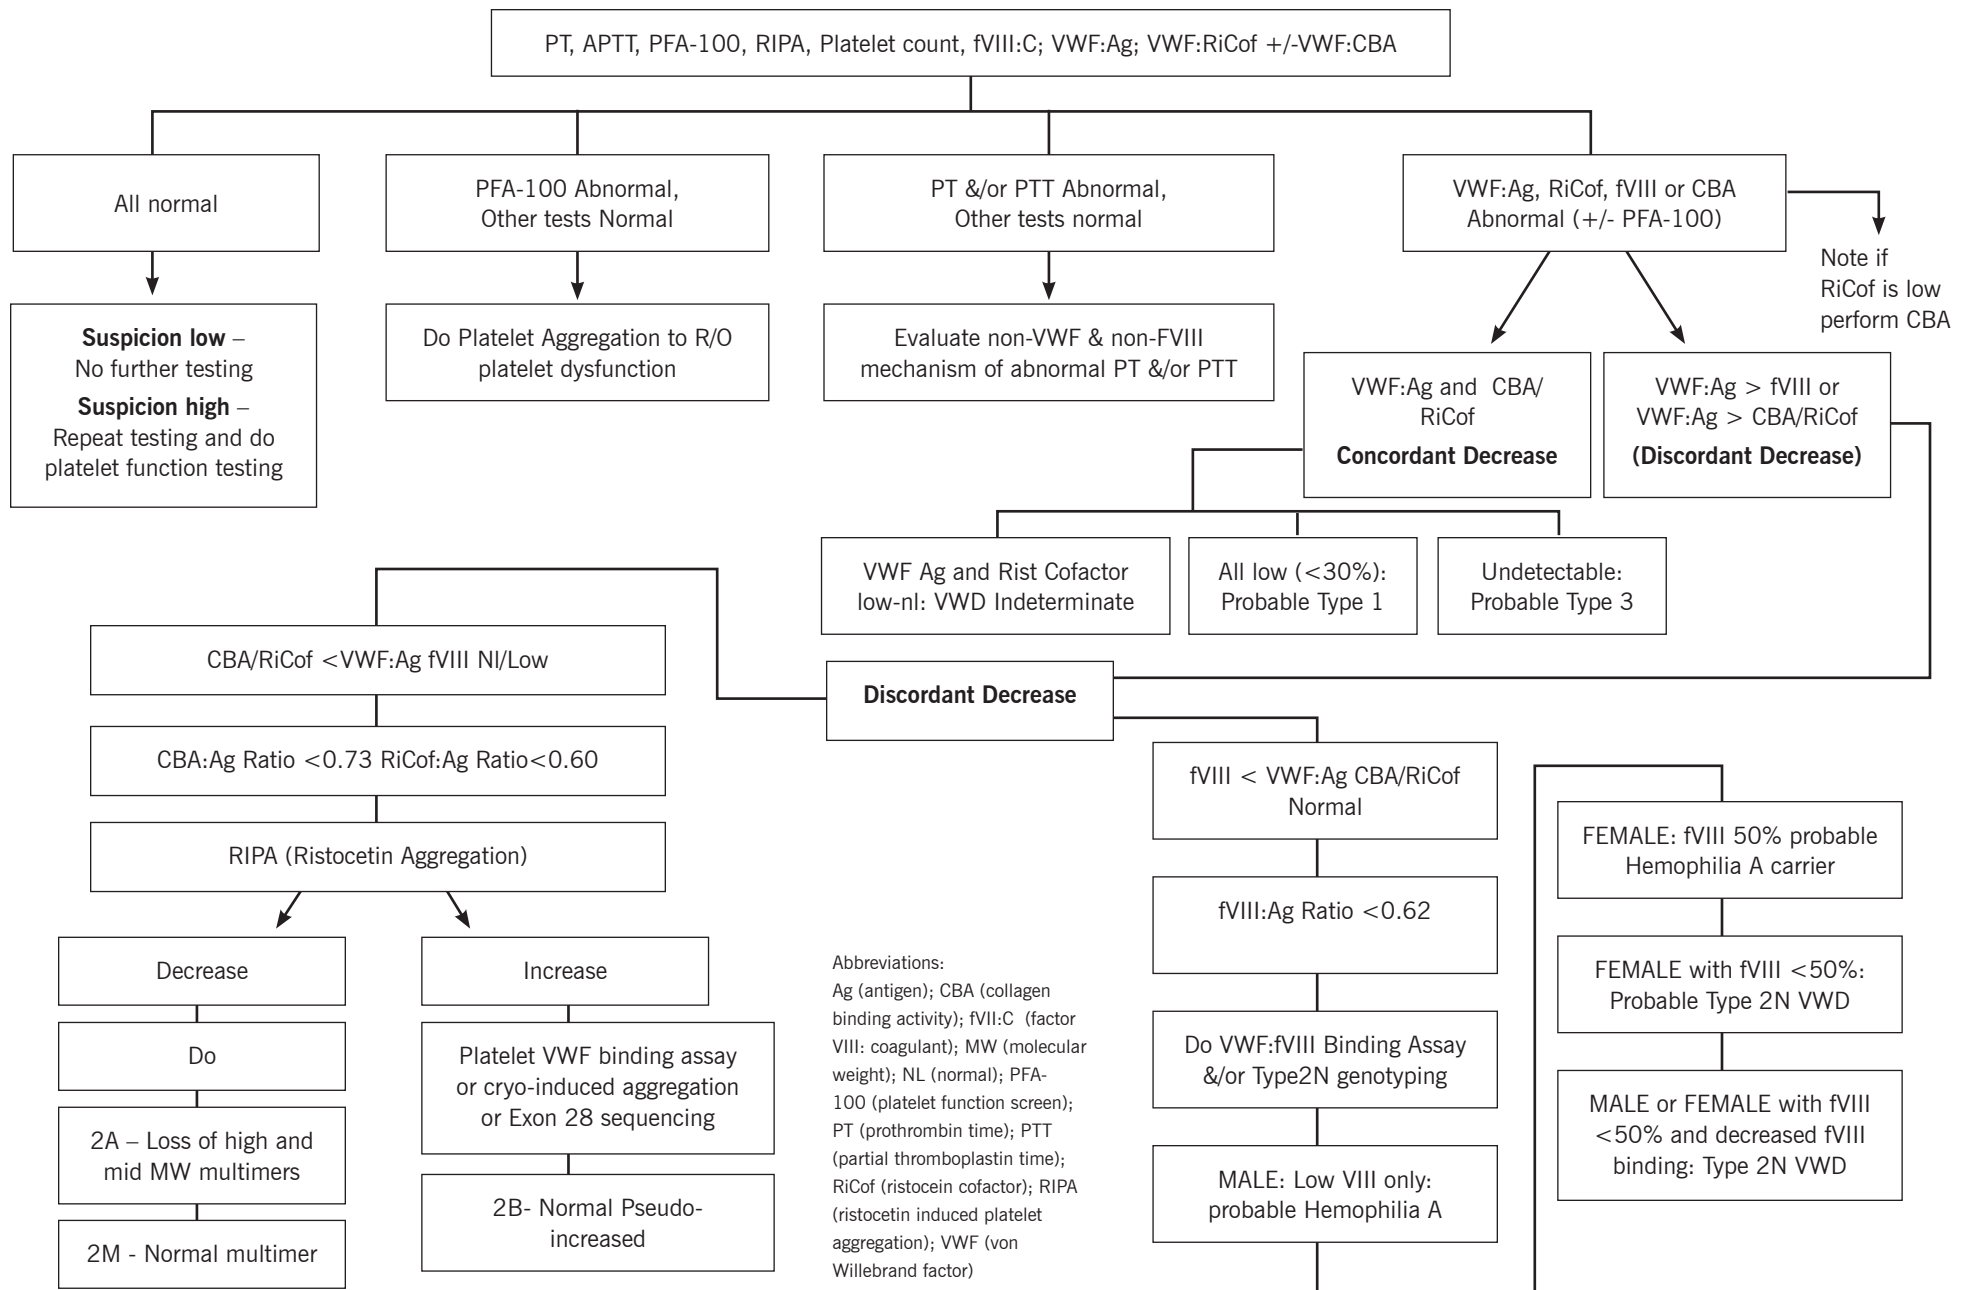 PT, APTT, PFA-100, RIPA, Platelet count, fVIII:C; VWF:Ag; VWF:RiCof +/-VWF:CBA
All normal
PFA-100 Abnormal,
Other tests Normal
PT &/or PTT Abnormal,
Other tests normal
VWF:Ag, RiCof, fVIII or CBA
Abnormal (+/- PFA-100)
Note if
RiCof is low
perform CBA
Suspicion low –
No further testing
Suspicion high –
Repeat testing and do
platelet function testing
Do Platelet Aggregation to R/O
platelet dysfunction
Evaluate non-VWF & non-FVIII
mechanism of abnormal PT &/or PTT
VWF:Ag and CBA/
RiCof
Concordant Decrease
VWF:Ag > fVIII or
VWF:Ag > CBA/RiCof
(Discordant Decrease)
VWF Ag and Rist Cofactor
low-nl: VWD Indeterminate
All low (<30%):
Probable Type 1
Undetectable:
Probable Type 3
Discordant Decrease
CBA/RiCof <VWF:Ag fVIII Nl/Low
CBA:Ag Ratio <0.73 RiCof:Ag Ratio<0.60
RIPA (Ristocetin Aggregation)
Decrease
Do
2A – Loss of high and
mid MW multimers
2M - Normal multimer
Increase
Platelet VWF binding assay
or cryo-induced aggregation
or Exon 28 sequencing
2B- Normal Pseudo-
increased
Abbreviations:
Ag (antigen); CBA (collagen
binding activity); fVII:C (factor
VIII: coagulant); MW (molecular
weight); NL (normal); PFA-
100 (platelet function screen);
PT (prothrombin time); PTT
(partial thromboplastin time);
RiCof (ristocein cofactor); RIPA
(ristocetin induced platelet
aggregation); VWF (von
Willebrand factor)
fVIII < VWF:Ag CBA/RiCof
Normal
fVIII:Ag Ratio <0.62
Do VWF:fVIII Binding Assay
&/or Type2N genotyping
MALE: Low VIII only:
probable Hemophilia A
FEMALE: fVIII 50% probable
Hemophilia A carrier
FEMALE with fVIII <50%:
Probable Type 2N VWD
MALE or FEMALE with fVIII
<50% and decreased fVIII
binding: Type 2N VWD